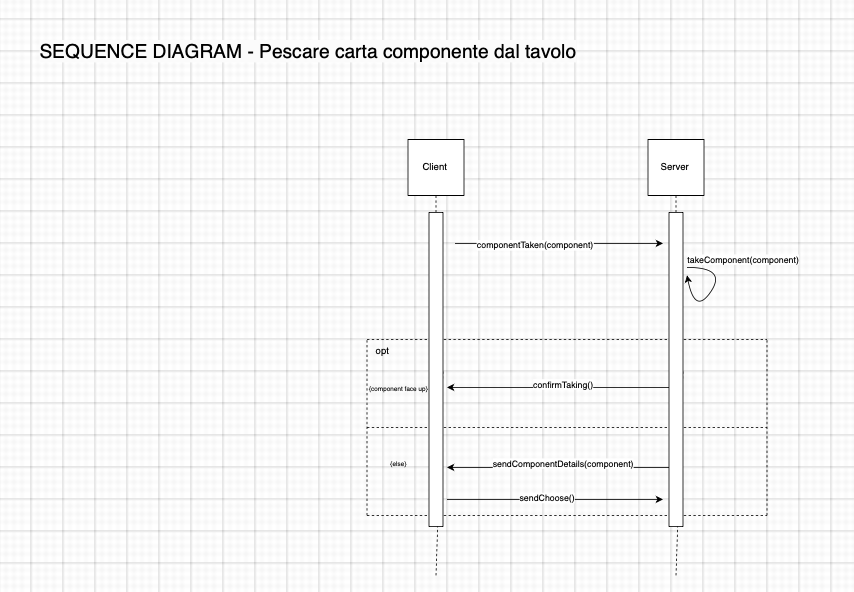 SEQUENCE DIAGRAM - Pescare carta componente dal tavolo
Client
Server
componentTaken(component)
takeComponent(component)
opt
{component face up}
confirmTaking()
{else}
sendComponentDetails(component)
sendChoose()